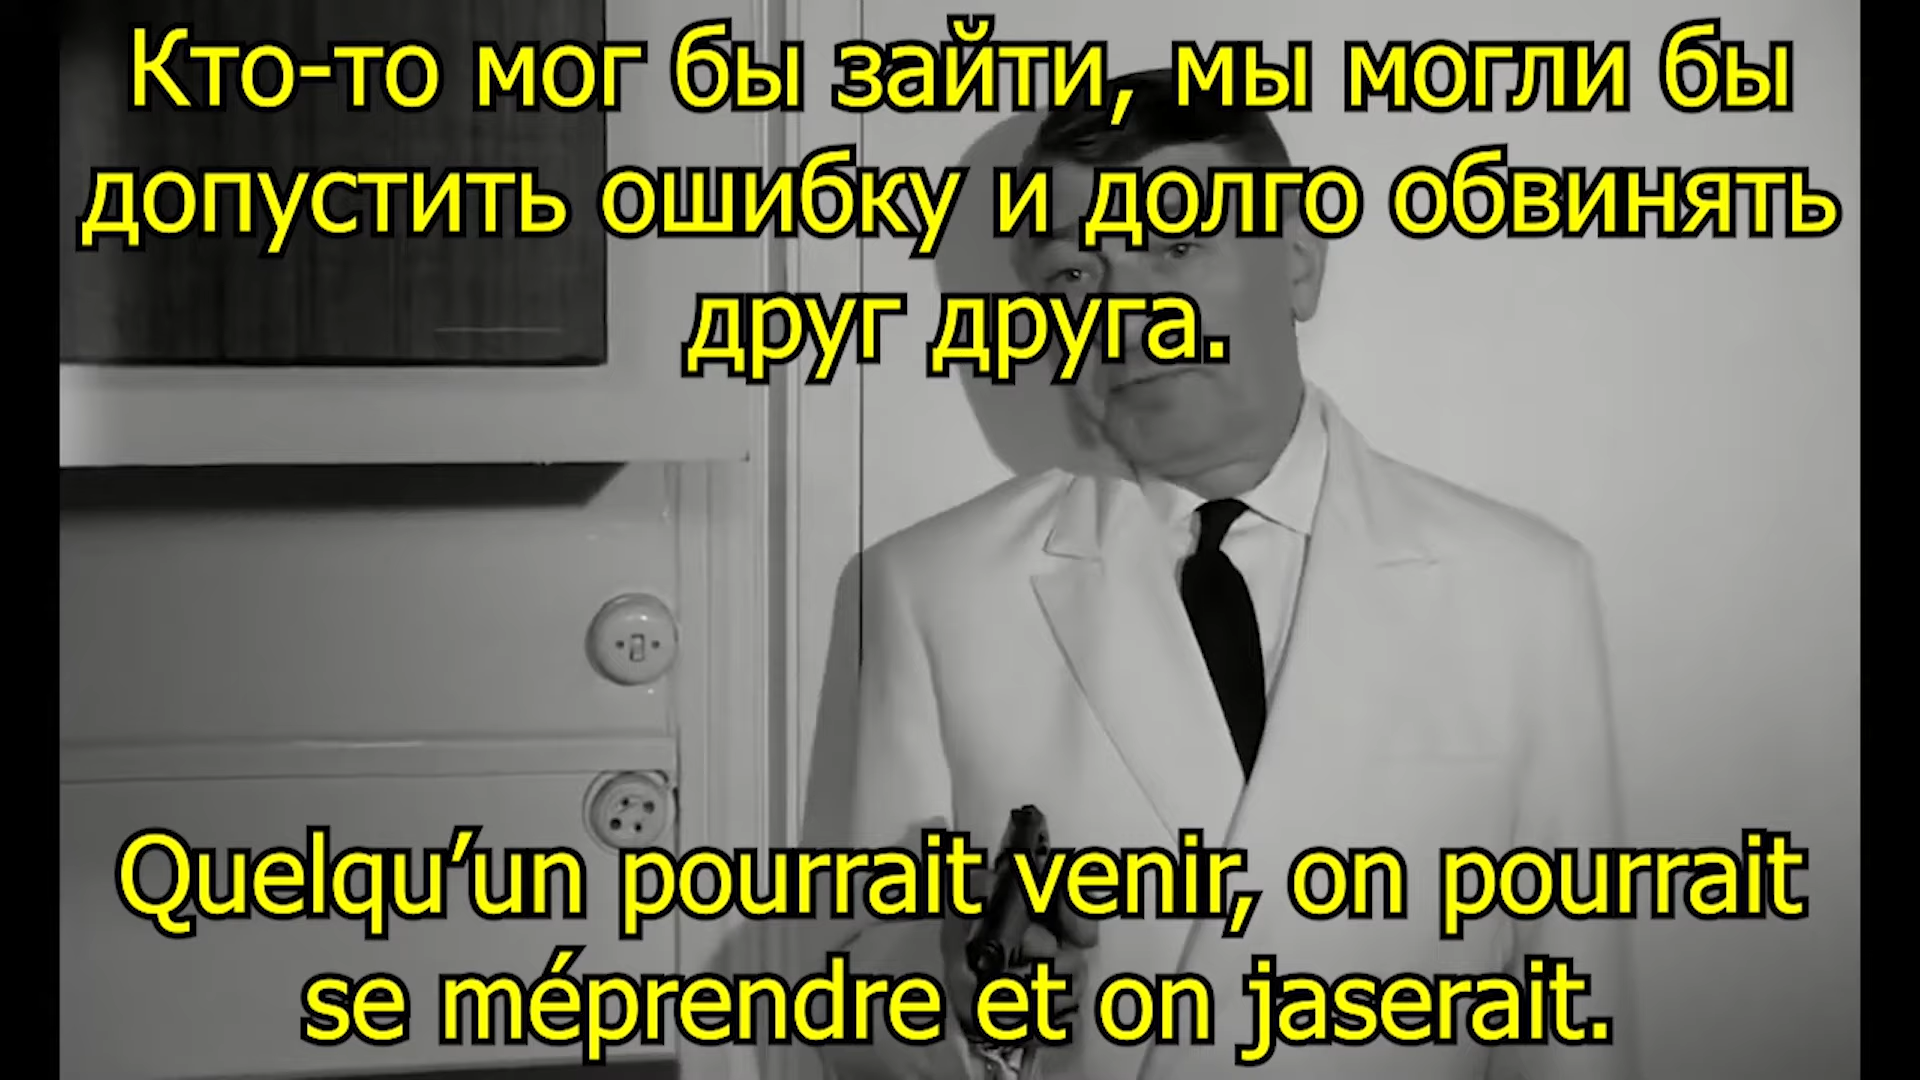 Кто-то мог бы зайти, мы могли бы
допустить ошибку и долго обвинять
друг друга.
Quelqu’un pourrait venir, on pourrait
se méprendre et on jaserait.